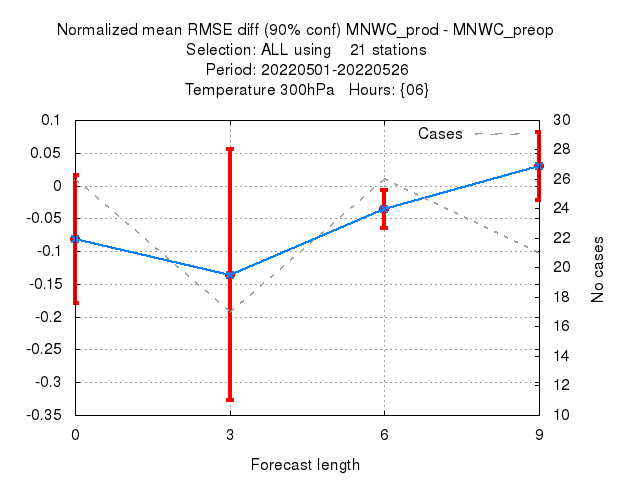 Normalized mean RMSE diff (90% conf) MNWC_prod - MNWC_preop
Selection: ALL using    21 stations
Period: 20220501-20220526
Temperature 300hPa   Hours: {06}
0.1
0.05
0
-0.05
-0.1
-0.15
-0.2
-0.25
-0.3
-0.35
Cases
30
28
26
24
22
20
18
16
14
12
10
No cases
0 3 6 9
Forecast length